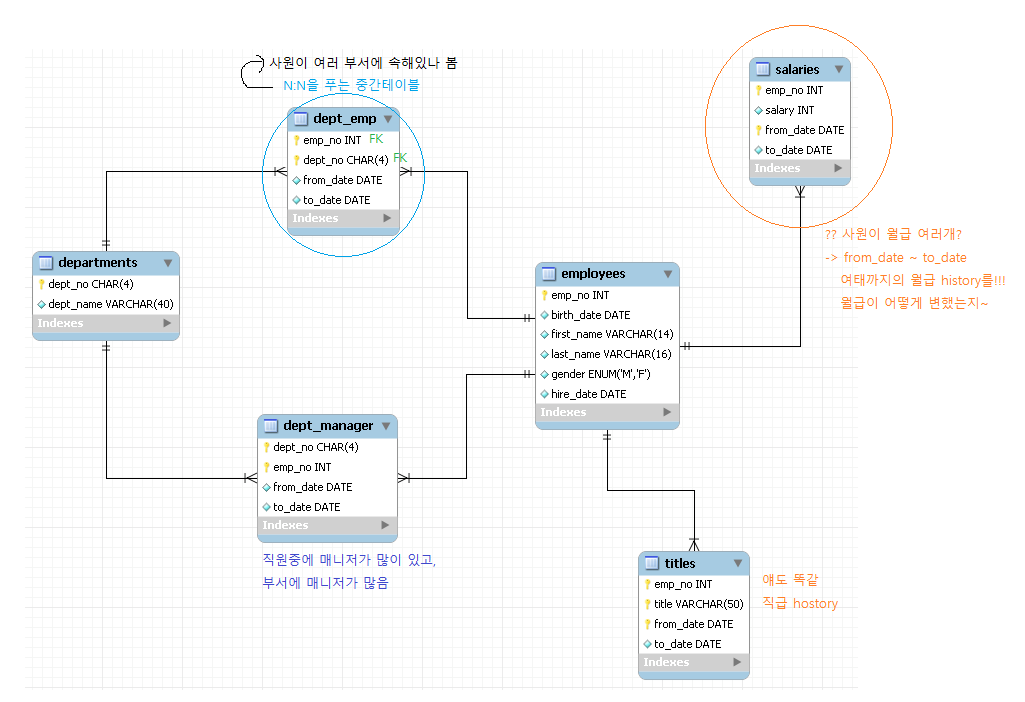 사원이 여러 부서에 속해있나 봄
N:N을 푸는 중간테이블
dept_emp
emp_no INT FK
dept_no CHAR(4) FK
from_date DATE
to_date DATE
Indexes
salaries
emp_no INT
salary INT
from_date DATE
to_date DATE
Indexes
?? 사원이 월급 여러개?
-> from_date ~ to_date
여태까지의 월급 history를!!!
월급이 어떻게 변했는지~
departments
dept_no CHAR(4)
dept_name VARCHAR(40)
Indexes
employees
emp_no INT
birth_date DATE
first_name VARCHAR(14)
last_name VARCHAR(16)
gender ENUM('M','F')
hire_date DATE
Indexes
dept_manager
dept_no CHAR(4)
emp_no INT
from_date DATE
to_date DATE
Indexes
직원중에 매니저가 많이 있고,
부서에 매니저가 많음
titles
emp_no INT
title VARCHAR(50)
from_date DATE
to_date DATE
Indexes
얘도 똑같
직급 hostory